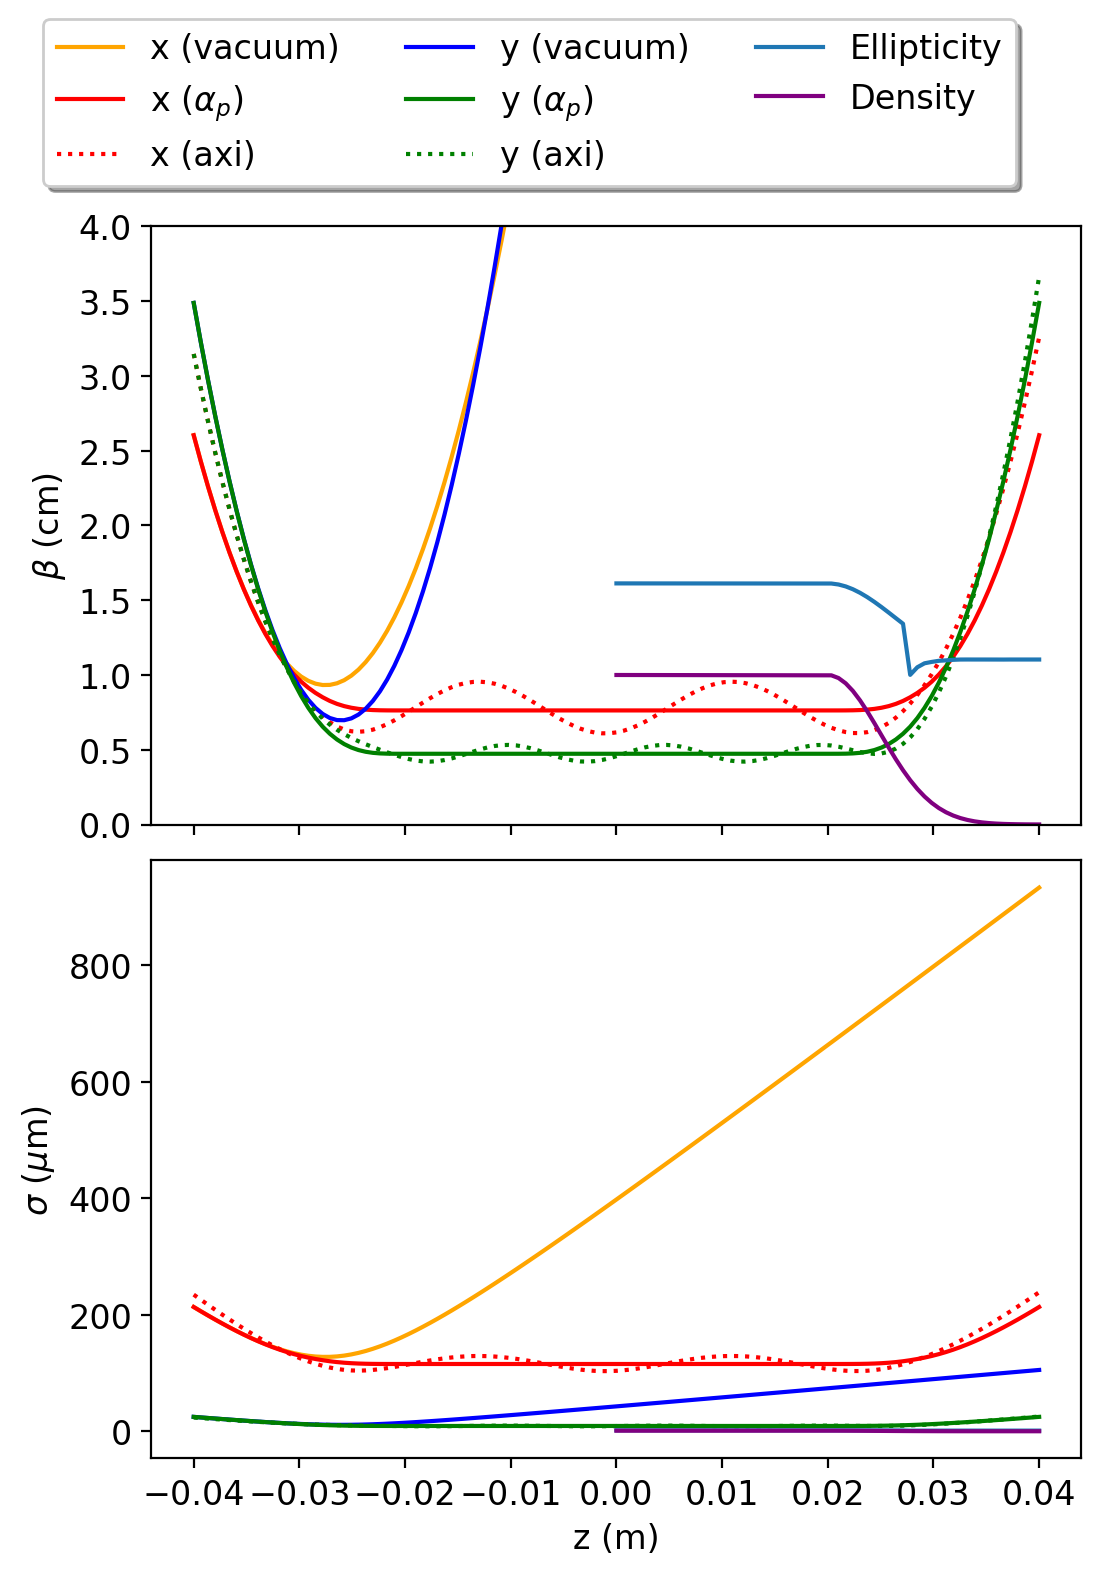 x (vacuum) y (vacuum) Ellipticity
x (αp) y (αp) Density
x (axi) y (axi)
4.0
3.5
3.0
2.5
2.0
1.5
1.0
0.5
0.0
β (cm)
800
600
400
200
0
σ (μm)
−0.04 −0.03 −0.02 −0.01 0.00 0.01 0.02 0.03 0.04
z (m)